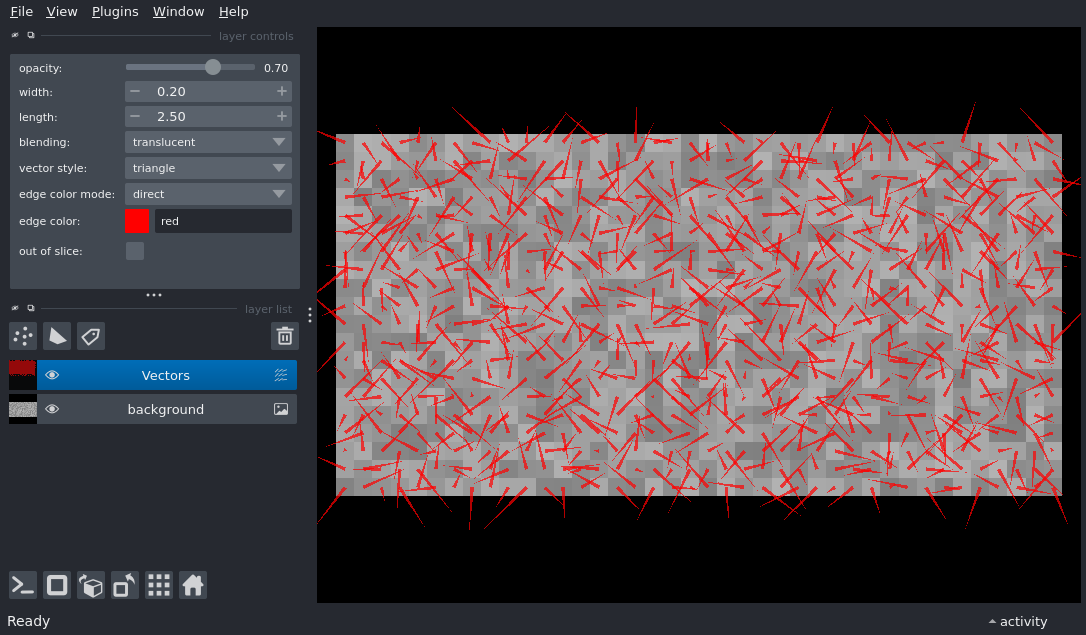 File View Plugins Window Help
layer controls
opacity: 0.70
width: 0.20
length: 2.50
blending: translucent
vector style: triangle
edge color mode: direct
edge color: red
out of slice:
layer list
Vectors
background
Ready
activity